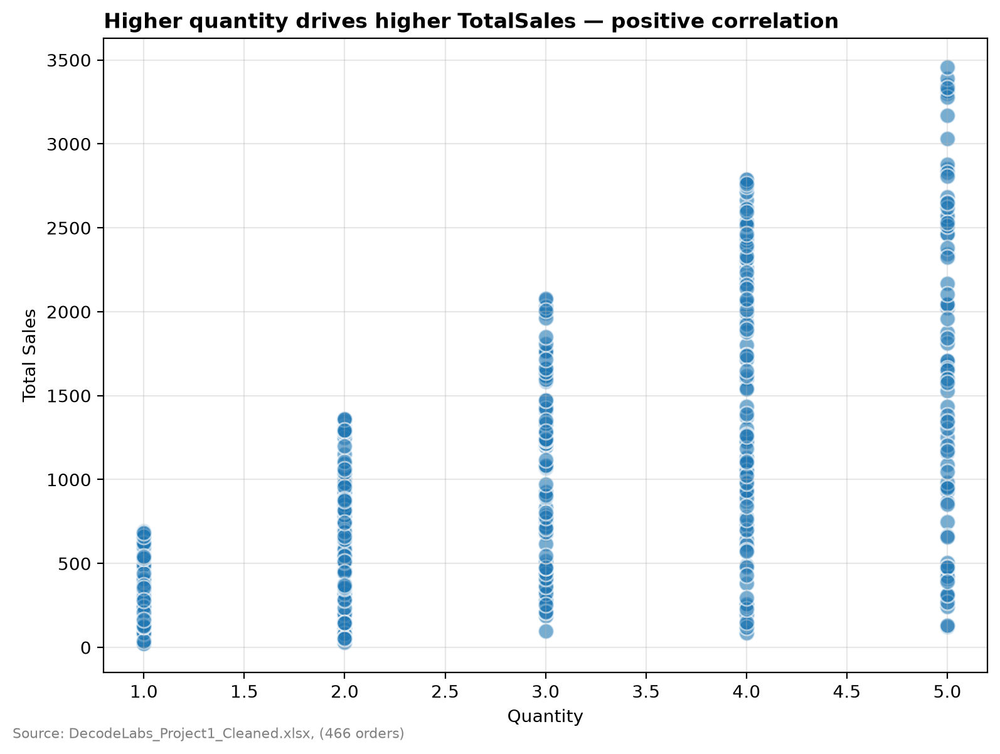 Higher quantity drives higher TotalSales — positive correlation
3500
3000
2500
2000
1500
1000
500
0
Total Sales
1.0 1.5 2.0 2.5 3.0 3.5 4.0 4.5 5.0
Quantity
Source: DecodeLabs_Project1_Cleaned.xlsx, (466 orders)